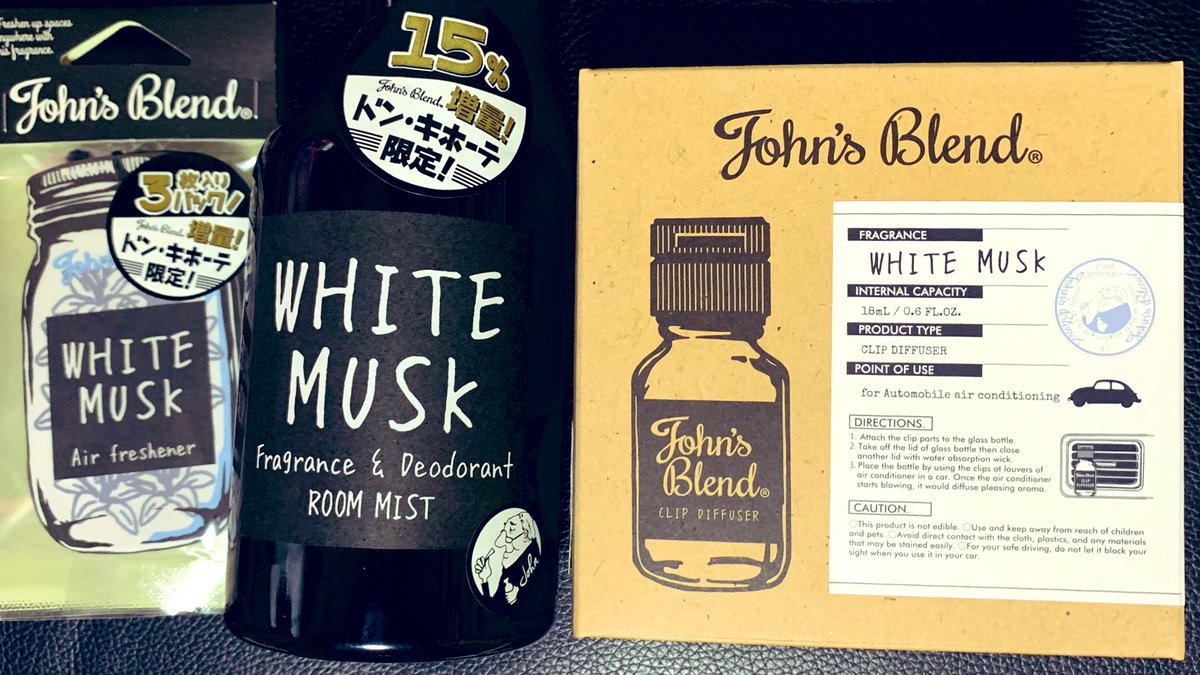 Freshen up spaces
anywhere with
this fragrance.
John's Blend®
3枚入り
パック!
John's Blend® 増量!
ドン・キホーテ
限定!
John's
WHITE
MUSK
Air freshener
15%
John's Blend® 増量!
ドン・キホーテ
限定!
WHITE
MUSK
Fragrance & Deodorant
ROOM MIST
John
John's Blend®
John's
Blend®
CLIP DIFFUSER
FRAGRANCE
WHITE MUSK
INTERNAL CAPACITY
18mL / 0.6 FL.OZ.
PRODUCT TYPE
CLIP DIFFUSER
POINT OF USE
for Automobile air conditioning
John's Blend
DIRECTIONS.
1. Attach the clip parts to the glass bottle.
2. Take off the lid of glass bottle then close
another lid with water absorption wick.
3. Place the bottle by using the clips at louvers of
air conditioner in a car. Once the air conditioner
starts blowing, it would diffuse pleasing aroma.
CAUTION.
○This product is not edible. ○Use and keep away from reach of children
and pets. ○Avoid direct contact with the cloth, plastics, and any materials
that may be stained easily. ○For your safe driving, do not let it block your
sight when you use it in your car.